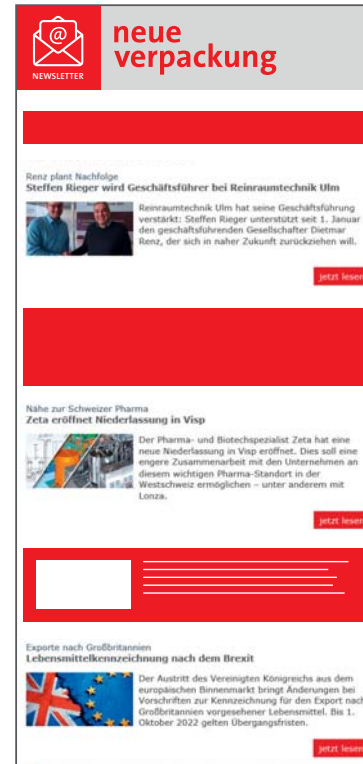 @
NEWSLETTER
neue
verpackung
Renz plant Nachfolge
Steffen Rieger wird Geschäftsführer bei Reinraumtechnik Ulm
Reinraumtechnik Ulm hat seine Geschäftsführung
verstärkt: Steffen Rieger unterstützt seit 1. Januar
den geschäftsführenden Gesellschafter Dietmar
Renz, der sich in naher Zukunft zurückziehen will.
jetzt lesen
Nähe zur Schweizer Pharma
Zeta eröffnet Niederlassung in Visp
Der Pharma- und Biotechspezialist Zeta hat eine
neue Niederlassung in Visp eröffnet. Dies soll eine
engere Zusammenarbeit mit den Unternehmen an
diesem wichtigen Pharma-Standort in der
Westschweiz ermöglichen – unter anderem mit
Lonza.
jetzt lesen
Exporte nach Großbritannien
Lebensmittelkennzeichnung nach dem Brexit
Der Austritt des Vereinigten Königreichs aus dem
europäischen Binnenmarkt bringt Änderungen bei
Vorschriften zur Kennzeichnung für den Export nach
Großbritannien vorgesehener Lebensmittel. Bis 1.
Oktober 2022 gelten Übergangsfristen.
jetzt lesen